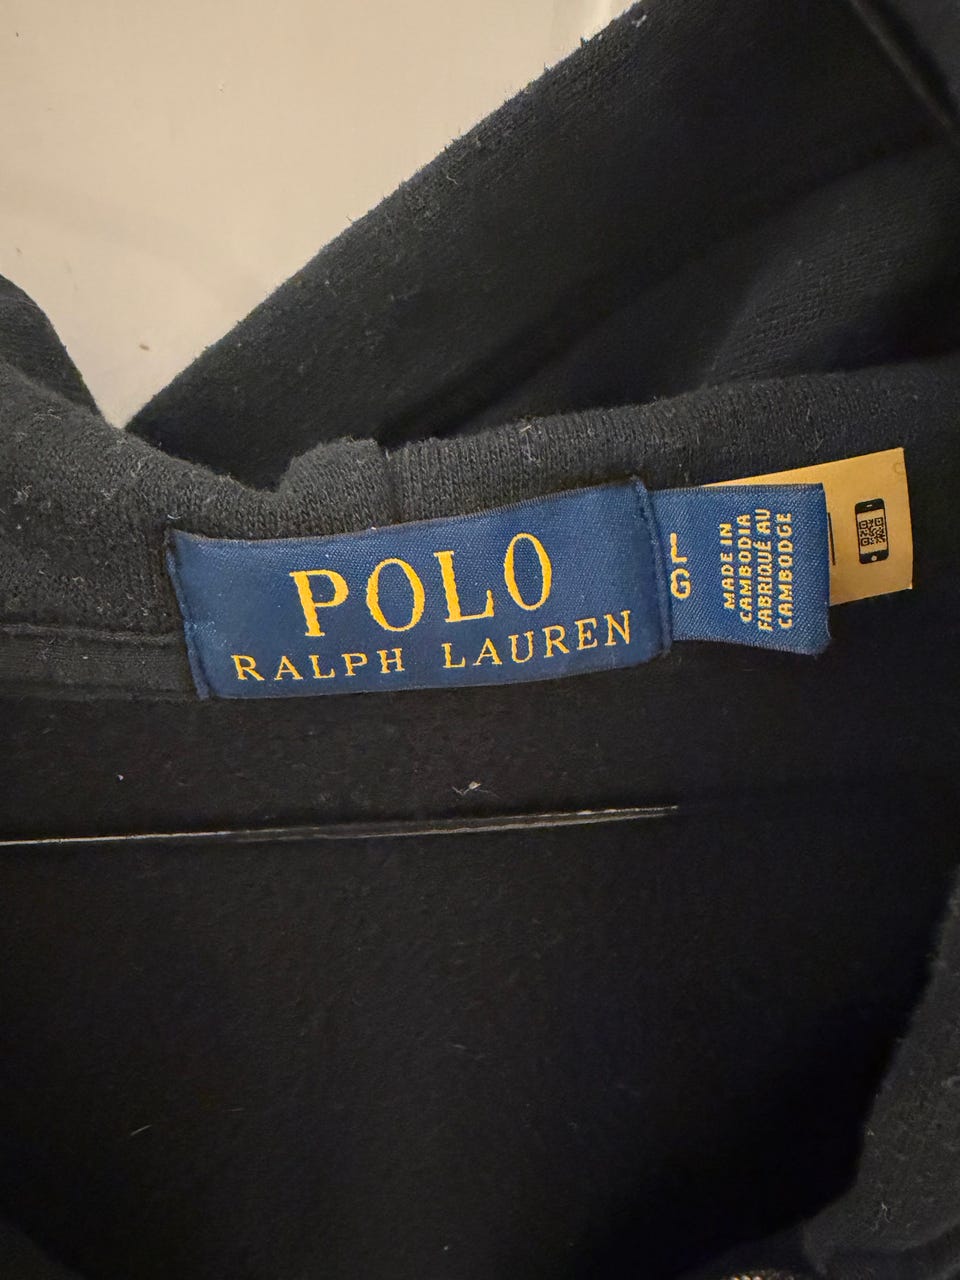 POLO
RALPH LAUREN
L
G
MADE IN
CAMBODIA
FABRIQUÉ AU
CAMBODGE